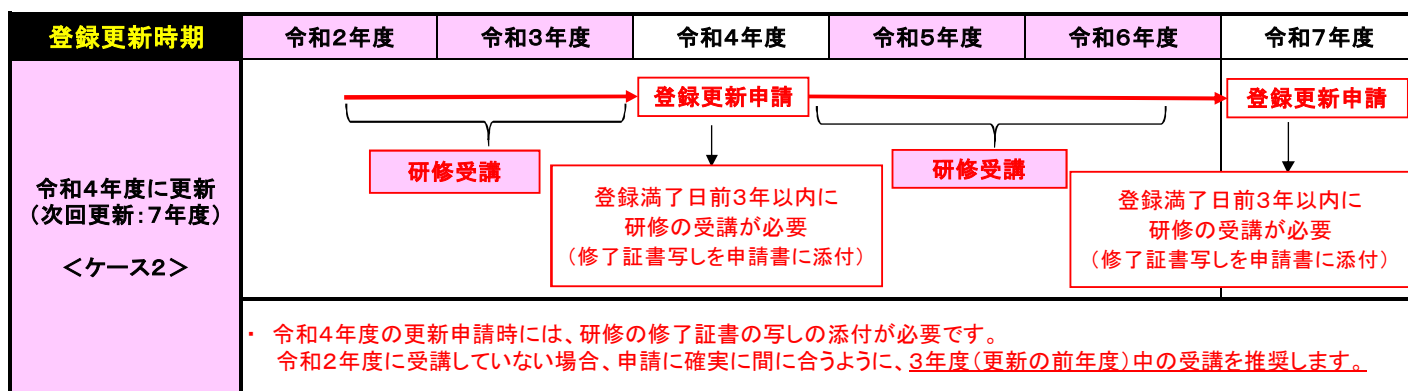 登録更新時期
令和2年度
令和3年度
令和4年度
令和5年度
令和6年度
令和7年度
令和4年度に更新
（次回更新：7年度）
＜ケース2＞
登録更新申請
登録更新申請
研修受講
研修受講
登録満了日前3年以内に
研修の受講が必要
（修了証書写しを申請書に添付）
登録満了日前3年以内に
研修の受講が必要
（修了証書写しを申請書に添付）
・ 令和4年度の更新申請時には、研修の修了証書の写しの添付が必要です。
令和2年度に受講していない場合、申請に確実に間に合うように、3年度（更新の前年度）中の受講を推奨します。